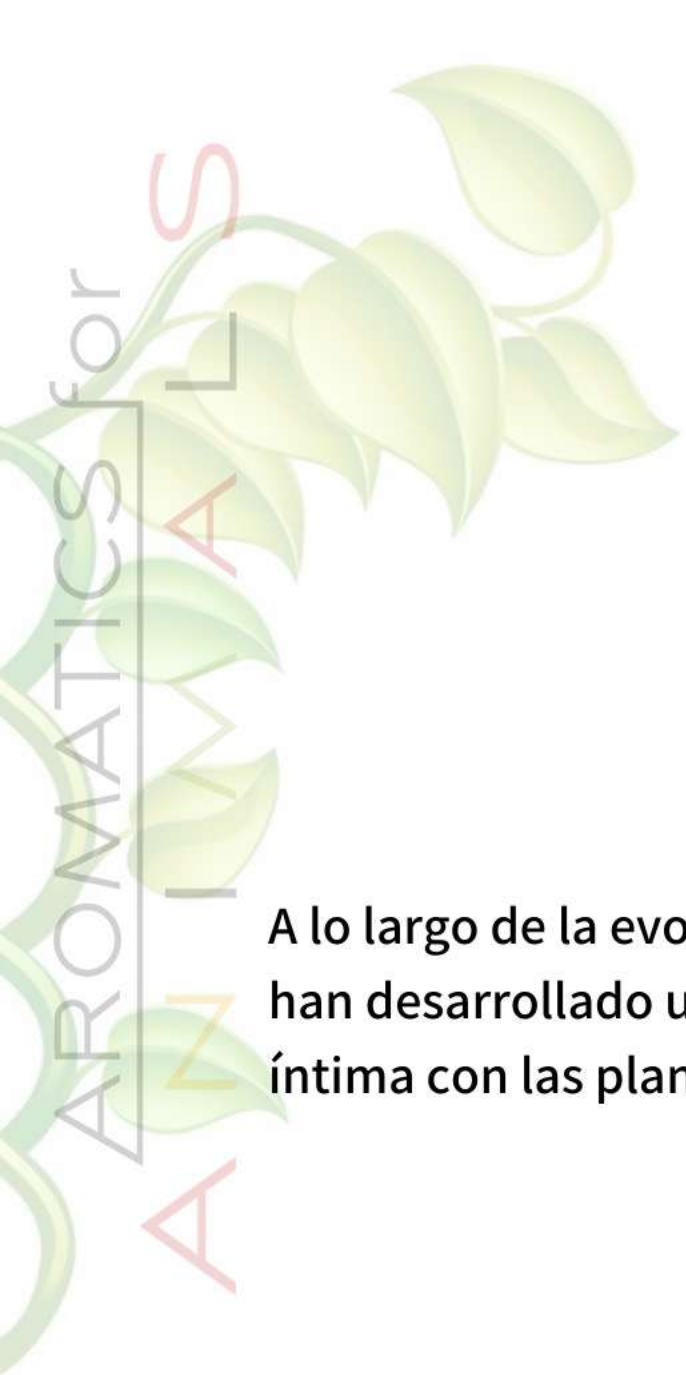 AROMATICS for
ANIMALS
A lo largo de la evo
han desarrollado u
íntima con las plan